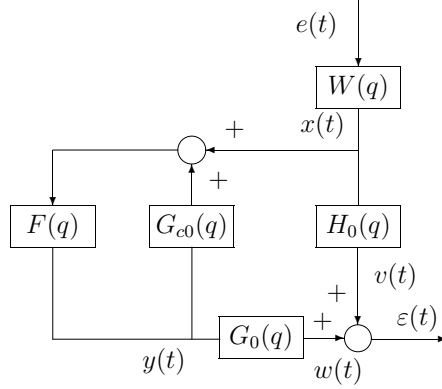 e(t)
W(q)
x(t)
+
+
F(q)
G_{c0}(q)
H_0(q)
v(t)
+
ε(t)
+
G_0(q)
y(t)
w(t)